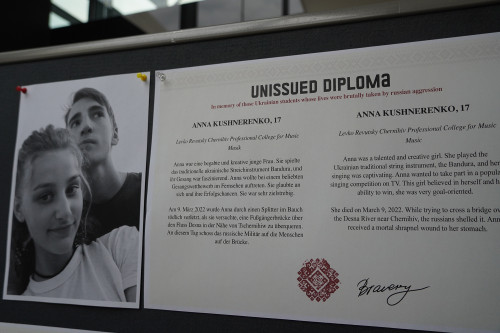 UNISSUED DIPLOMA
In memory of those Ukrainian students whose lives were brutally taken by russian aggression
ANNA KUSHNERENKO, 17
Levko Revutsky Chernihiv Professional College for Music
Musik
Anna war eine begabte und kreative junge Frau. Sie spielte
das traditionelle ukrainische Streichinstrument Bandura, und
ihr Gesang war faszinierend. Anna wollte bei einem beliebten
Gesangswettbewerb im Fernsehen auftreten. Sie glaubte an
sich und ihre Erfolgschancen. Sie war sehr zielstrebig.
Am 9. März 2022 wurde Anna durch einen Splitter im Bauch
tödlich verletzt, als sie versuchte, eine Fußgängerbrücke über
den Fluss Desna in der Nähe von Tschernihiw zu überqueren.
An diesem Tag schoss das russische Militär auf die Menschen
auf der Brücke.
ANNA KUSHNERENKO, 17
Levko Revutsky Chernihiv Professional College for Music
Music
Anna was a talented and creative girl. She played the
Ukrainian string instrument, the Bandura, and her
singing was captivating. Anna wanted to take part in a popular
singing competition on TV. This girl believed in herself and her
ability to win, she was very goal-oriented.
She died on March 9, 2022. While trying to cross a bridge over
the Desna River near Chernihiv, the russians shelled it. Anna
received a mortal shrapnel wound to her stomach.
Bravery